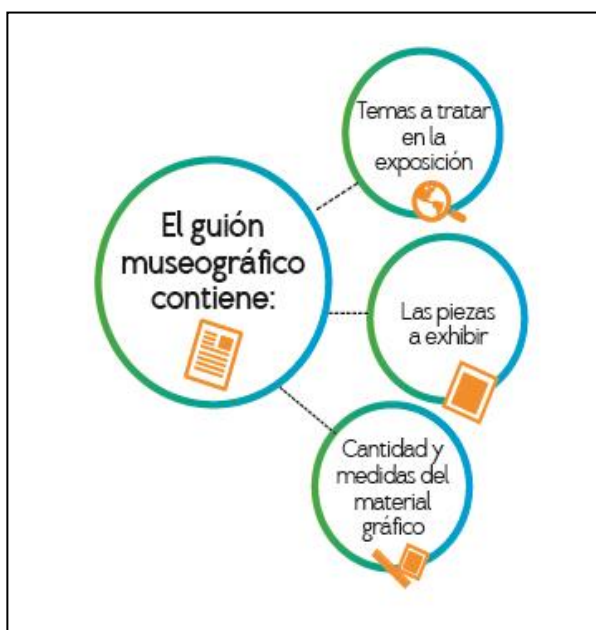 El guión
museográfico
contiene:
Temas a tratar
en la
exposición
Las piezas
a exhibir
Cantidad y
medidas del
material
gráfico